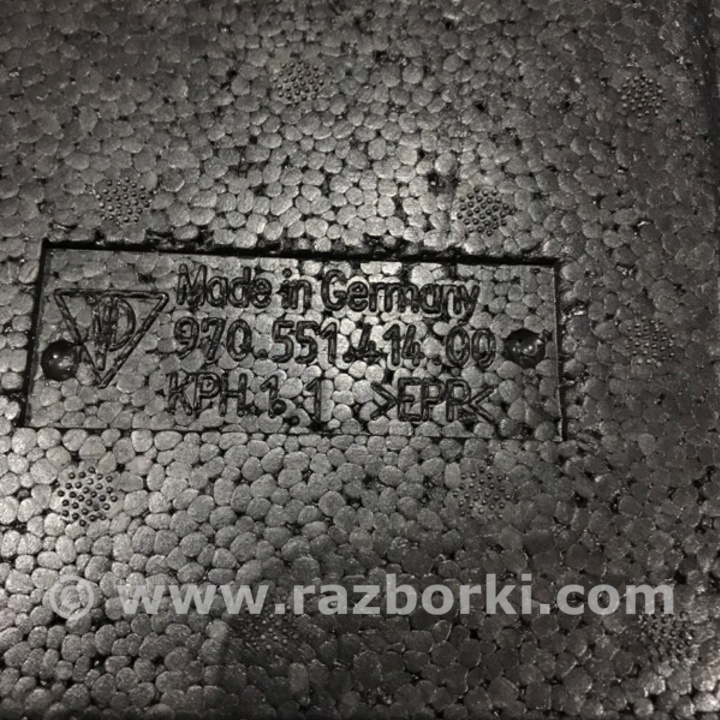 Made in Germany
970.551.414.00
KPH.1.1 >EPP<
© www.razborki.com